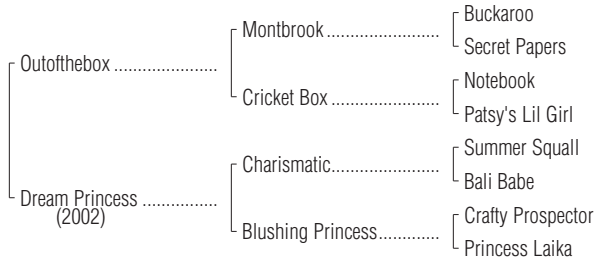 Buckaroo
Montbrook ........................
Secret Papers
Outofthebox ......................
Notebook
Cricket Box .......................
Patsy's Lil Girl
Summer Squall
Charismatic.......................
Bali Babe
Dream Princess ................
(2002)
Crafty Prospector
Blushing Princess.............
Princess Laika